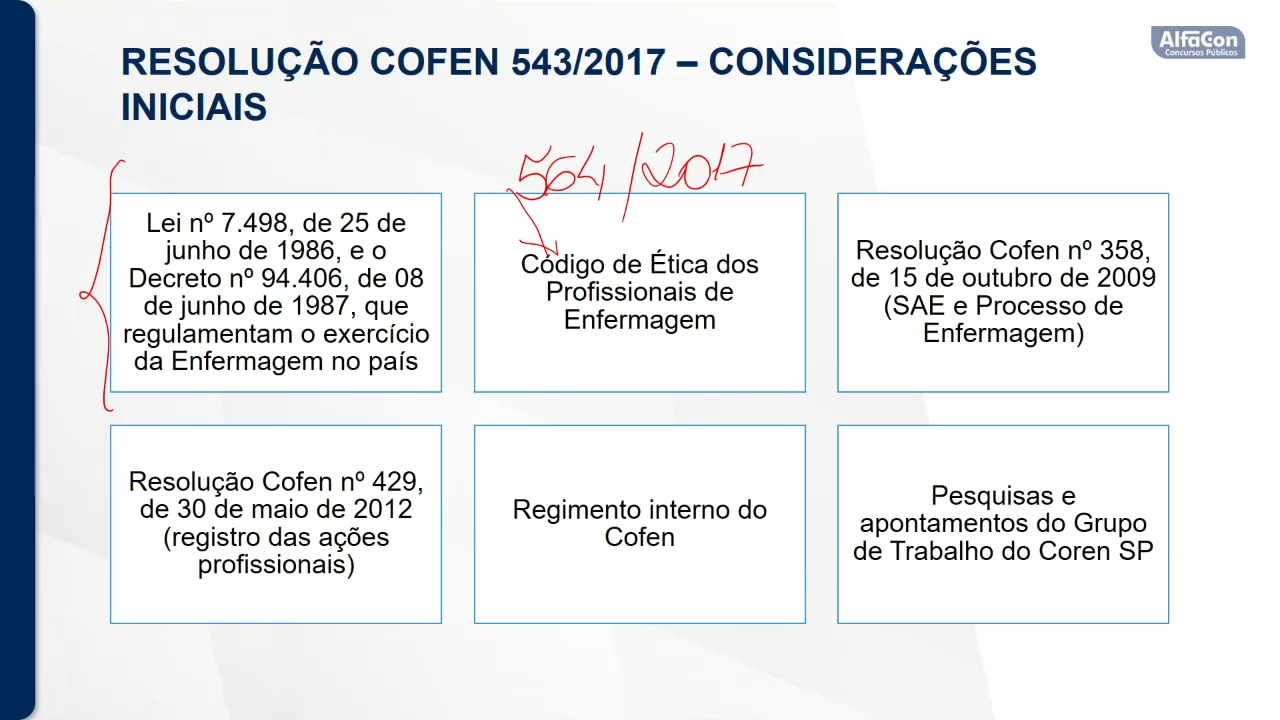 RESOLUÇÃO COFEN 543/2017 – CONSIDERAÇÕES
INICIAIS
AlfaCon
Concursos Públicos
564/2017
Lei nº 7.498, de 25 de
junho de 1986, e o
Decreto nº 94.406, de 08
de junho de 1987, que
regulamentam o exercício
da Enfermagem no país
Código de Ética dos
Profissionais de
Enfermagem
Resolução Cofen nº 358,
de 15 de outubro de 2009
(SAE e Processo de
Enfermagem)
Resolução Cofen nº 429,
de 30 de maio de 2012
(registro das ações
profissionais)
Regimento interno do
Cofen
Pesquisas e
apontamentos do Grupo
de Trabalho do Coren SP